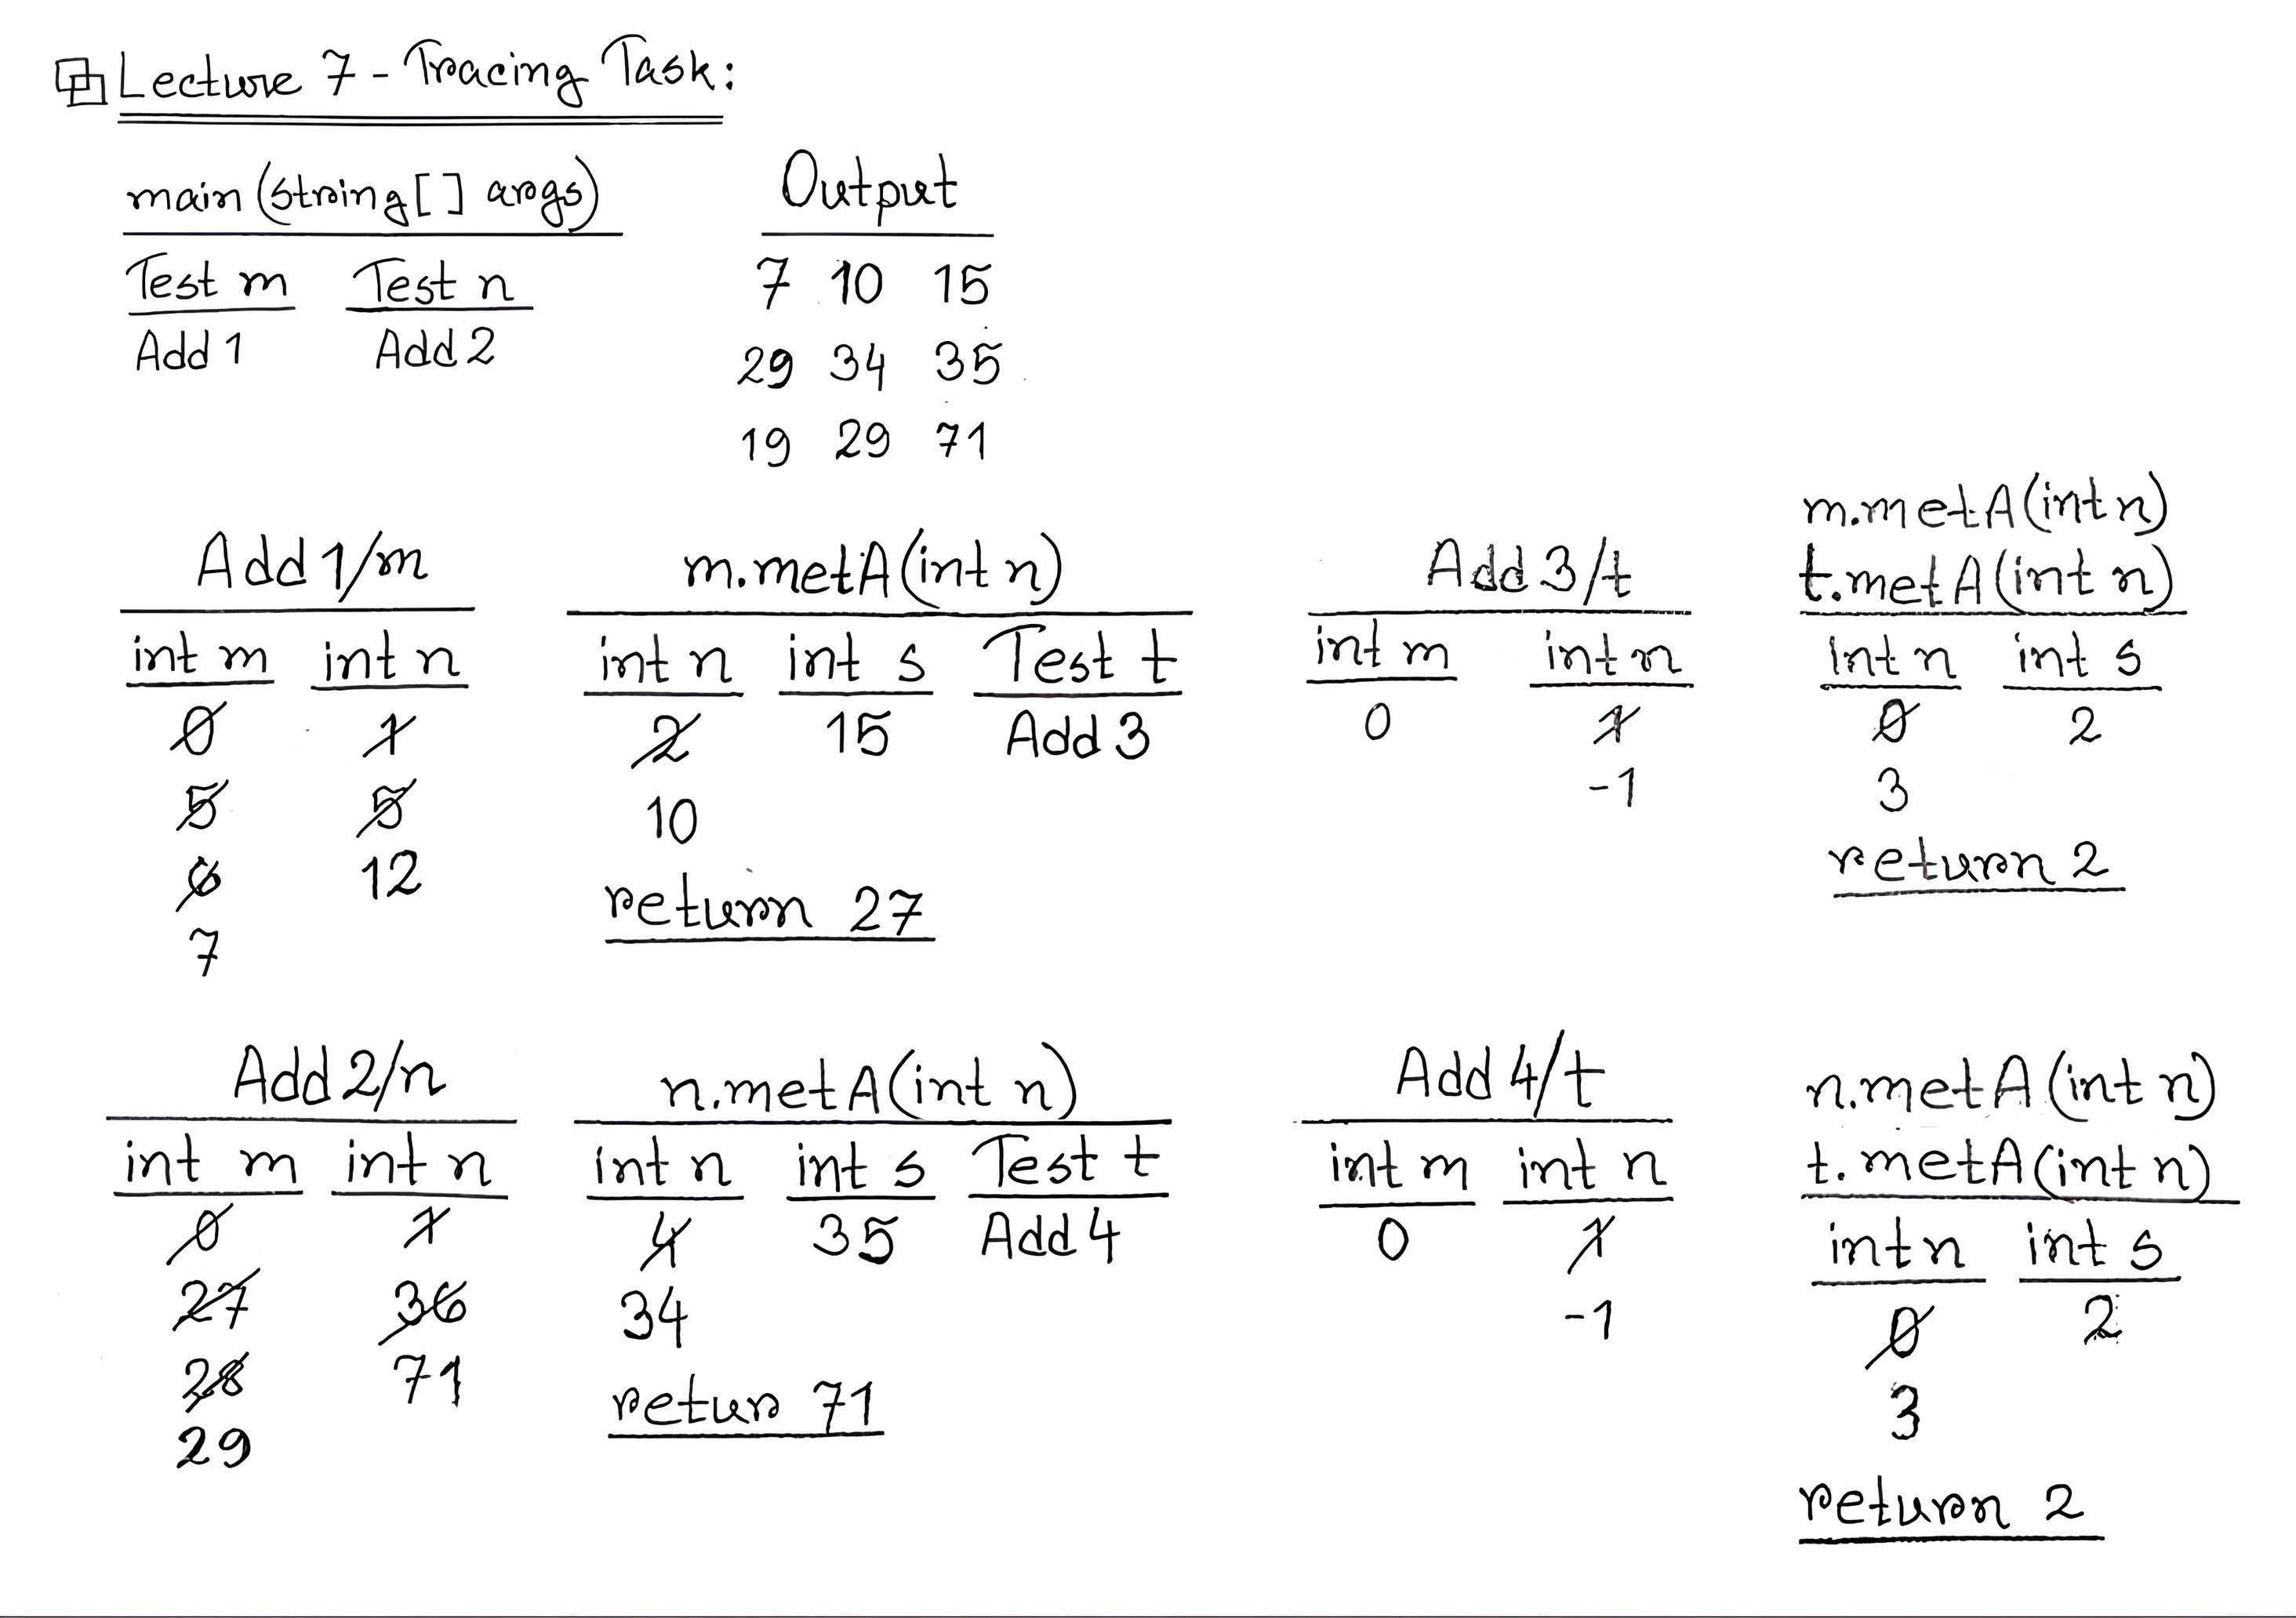 Lecture 7 - Tracing Task:
main (String[] args)
Test m Test n
Add 1 Add 2
Output
7 10 15
29 34 35
19 29 71
Add 1/m
int m int n
0 1
5 5
6 12
7
m.metA(int n)
int n int s Test t
2 15 Add 3
10
return 27
Add 3/t
int m int n
0 1
-1
m.metA(int n)
t.metA(int n)
int n int s
0 2
3
return 2
Add 2/n
int m int n
0 1
27 36
28 71
29
n.metA(int n)
int n int s Test t
4 35 Add 4
34
retur 71
Add 4/t
int m int n
0 1
-1
n.metA(int n)
t.metA(int n)
int n int s
0 2
3
return 2